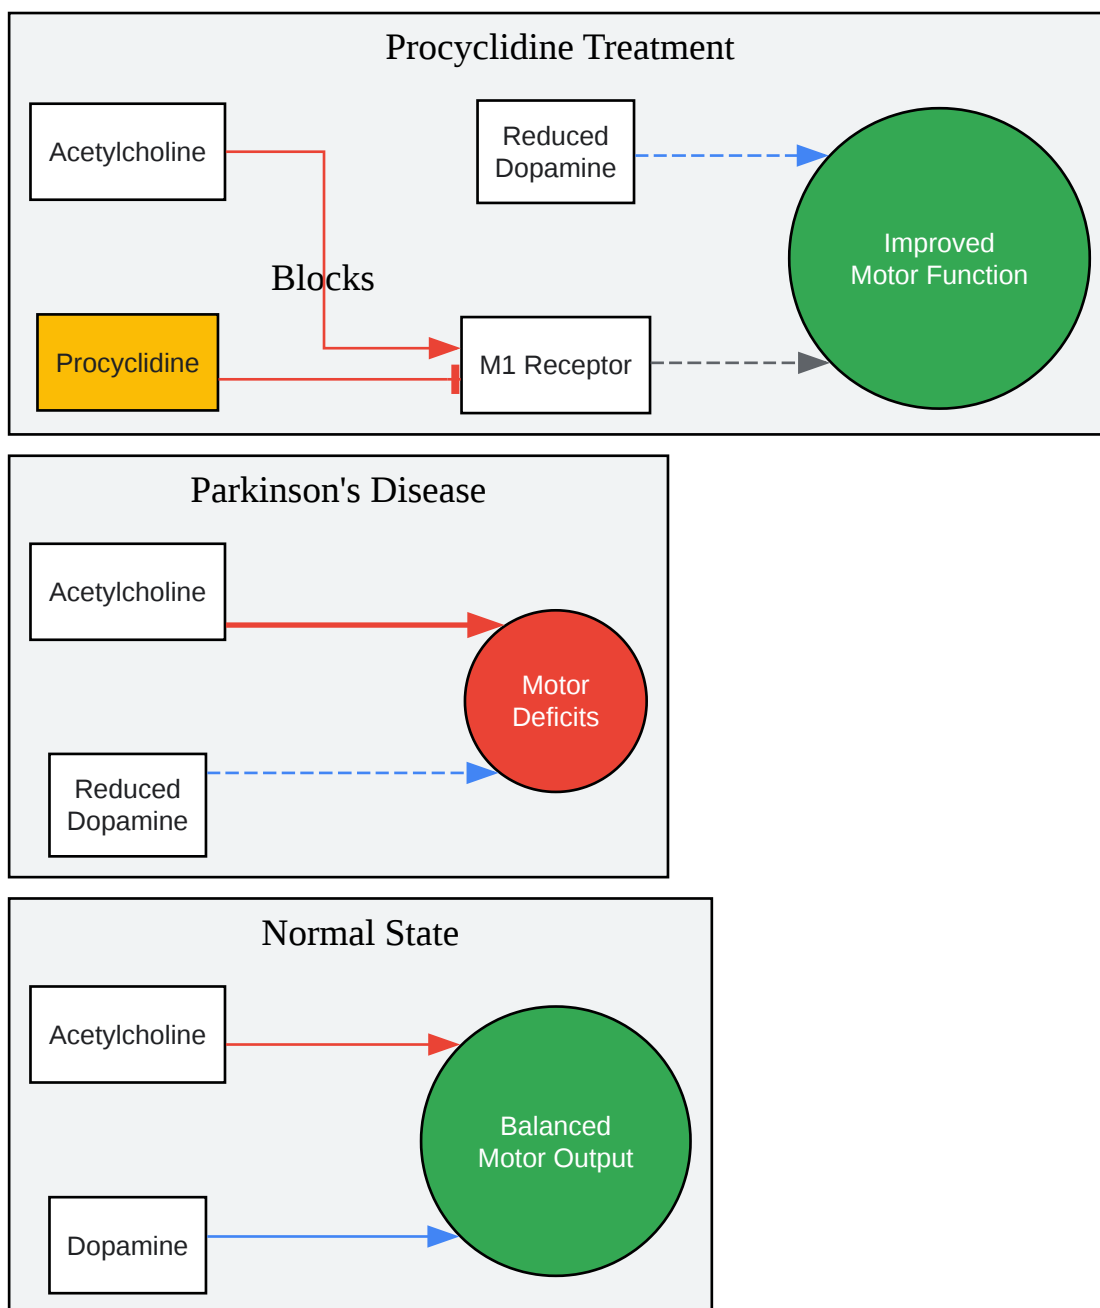 Procyclidine Treatment
Acetylcholine
Reduced
Dopamine
Improved
Motor Function
Blocks
Procyclidine
M1 Receptor
Parkinson's Disease
Acetylcholine
Motor
Deficits
Reduced
Dopamine
Normal State
Acetylcholine
Balanced
Motor Output
Dopamine